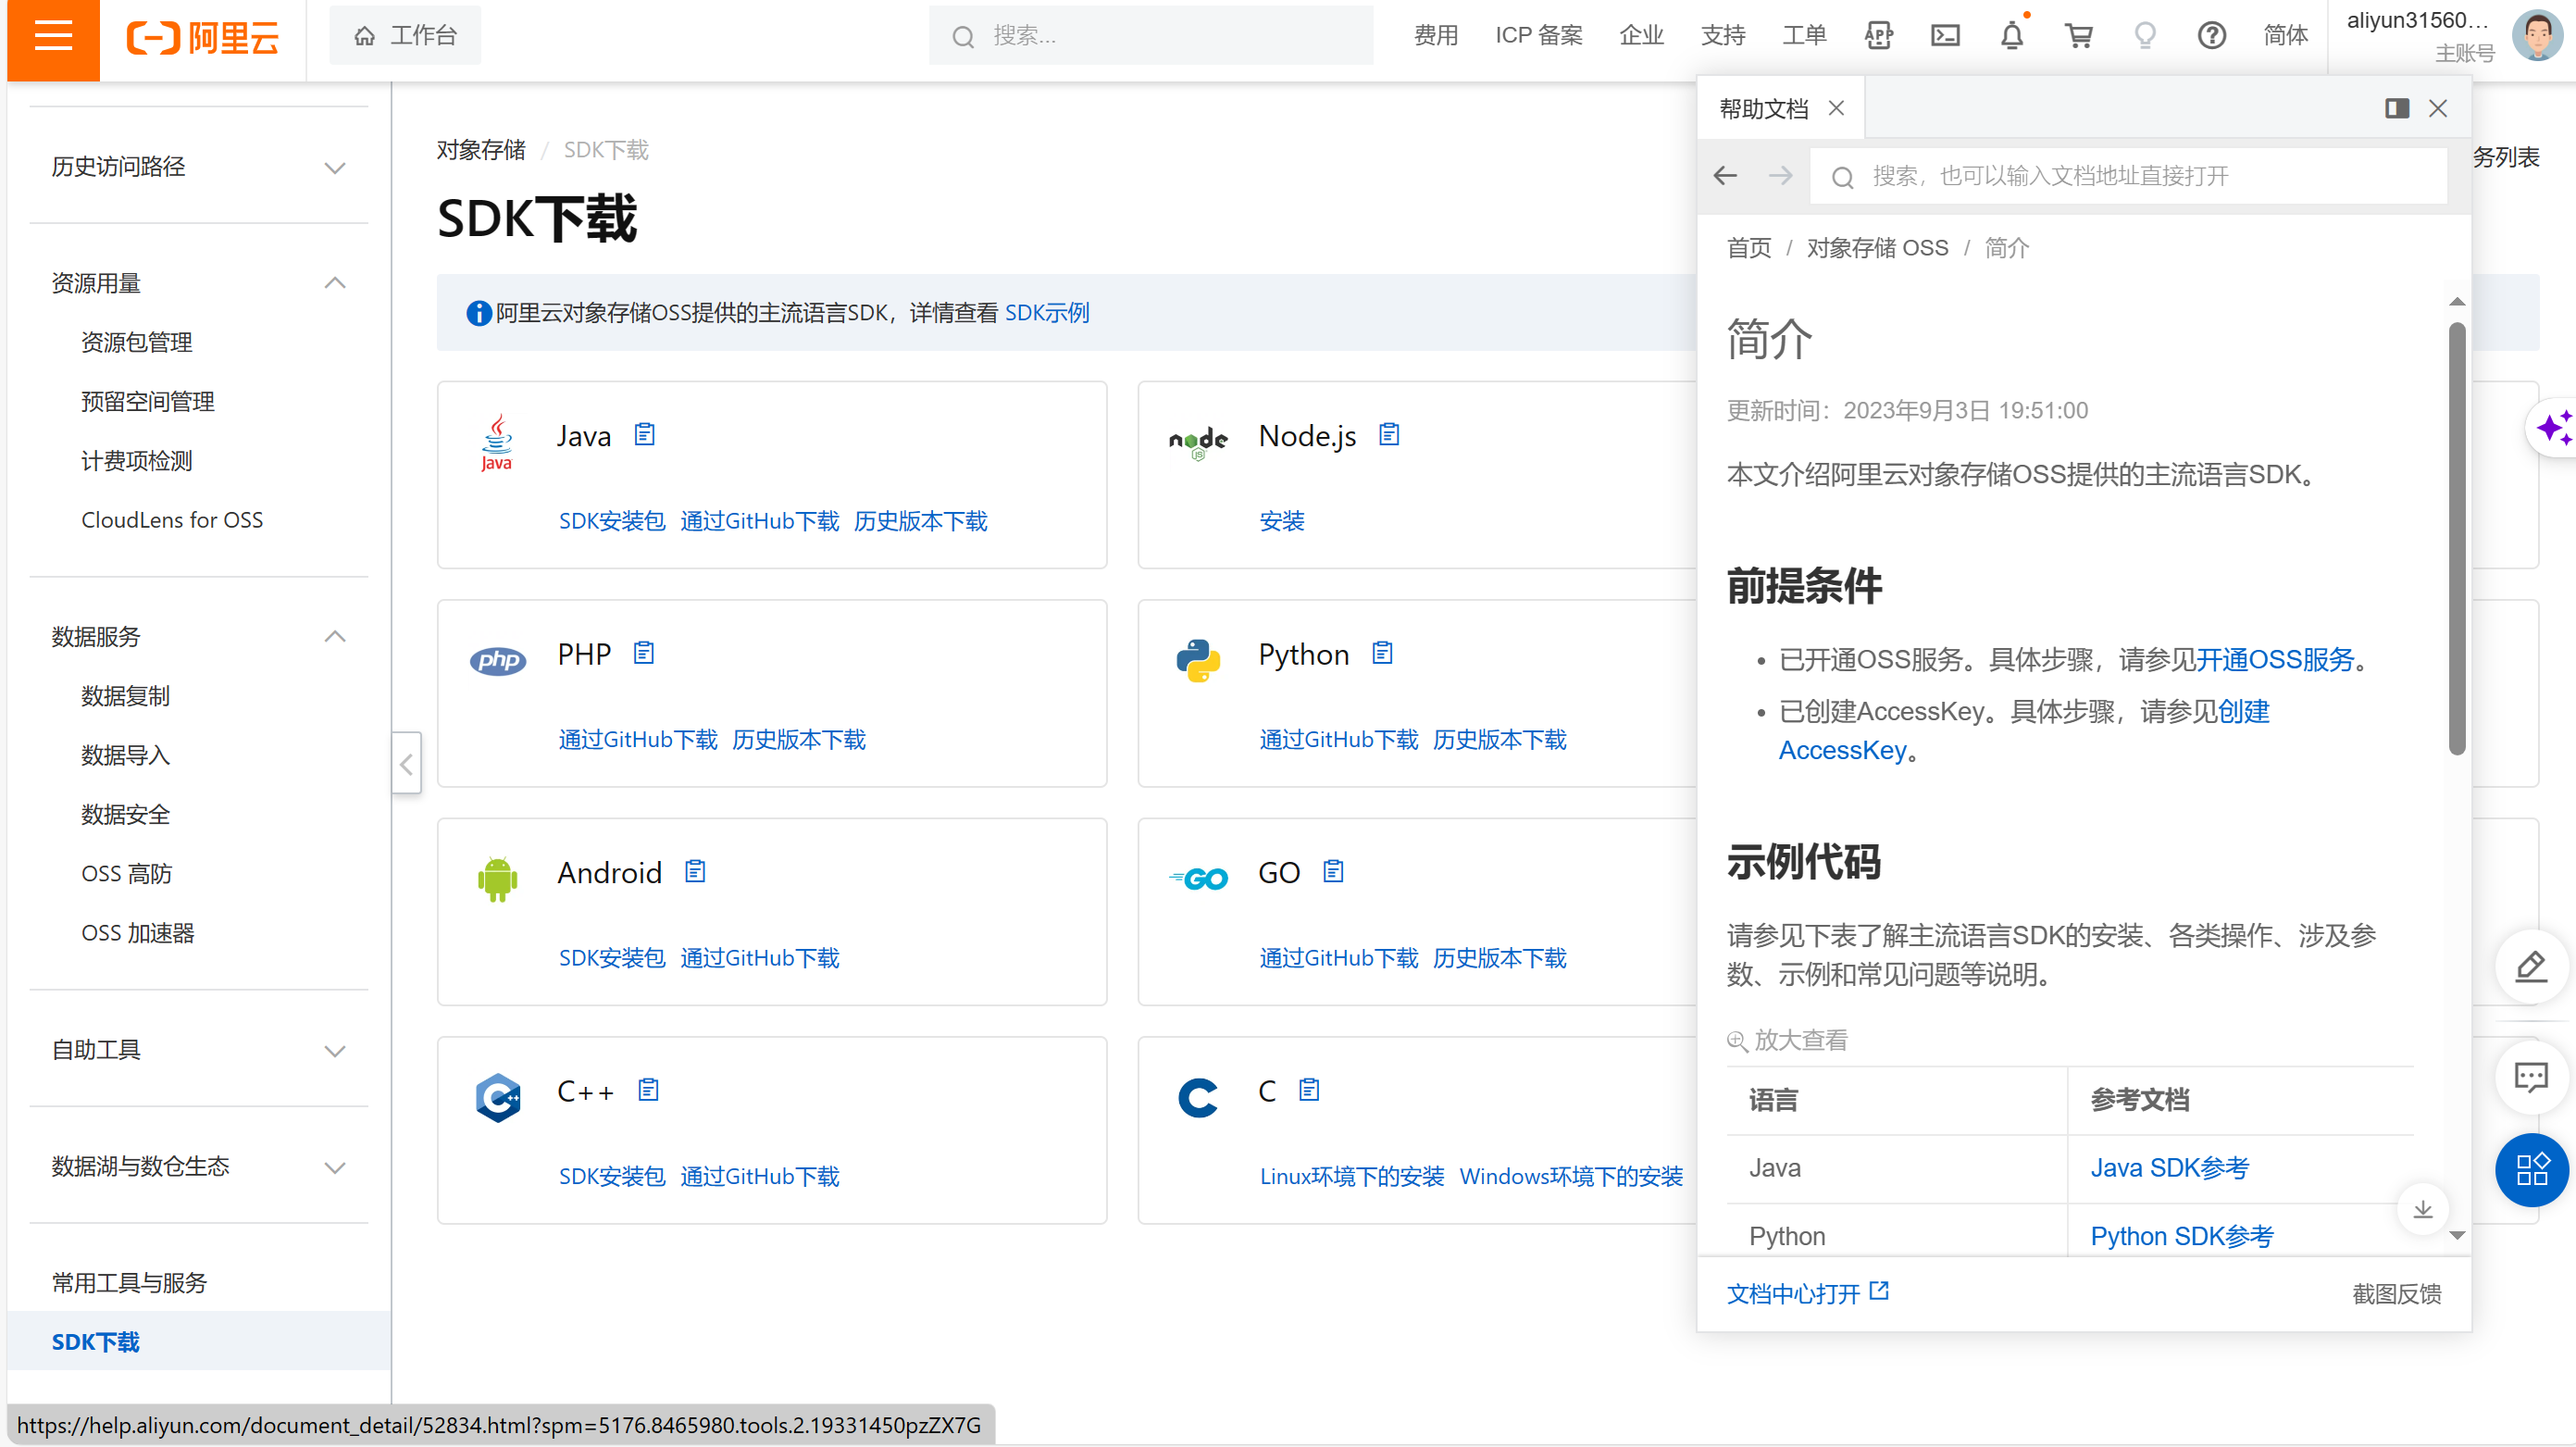 阿里云
工作台
搜索...
费用
ICP 备案
企业
支持
工单
APP
简体
aliyun31560...
主账号
历史访问路径
资源用量
资源包管理
预留空间管理
计费项检测
CloudLens for OSS
数据服务
数据复制
数据导入
数据安全
OSS 高防
OSS 加速器
自助工具
数据湖与数仓生态
常用工具与服务
SDK下载
对象存储 / SDK下载
务列表
SDK下载
阿里云对象存储OSS提供的主流语言SDK，详情查看 SDK示例
Java
Java
SDK安装包 通过GitHub下载 历史版本下载
node
JS
Node.js
安装
php
PHP
通过GitHub下载 历史版本下载
Python
通过GitHub下载 历史版本下载
Android
SDK安装包 通过GitHub下载
GO
GO
通过GitHub下载 历史版本下载
C++
C++
SDK安装包 通过GitHub下载
C
C
Linux环境下的安装 Windows环境下的安装
帮助文档
搜索，也可以输入文档地址直接打开
首页 / 对象存储 OSS / 简介
简介
更新时间：2023年9月3日 19:51:00
本文介绍阿里云对象存储OSS提供的主流语言SDK。
前提条件
• 已开通OSS服务。具体步骤，请参见开通OSS服务。
• 已创建AccessKey。具体步骤，请参见创建
AccessKey。
示例代码
请参见下表了解主流语言SDK的安装、各类操作、涉及参
数、示例和常见问题等说明。
放大查看
语言 参考文档
Java Java SDK参考
Python Python SDK参考
文档中心打开
截图反馈
https://help.aliyun.com/document_detail/52834.html?spm=5176.8465980.tools.2.19331450pzZX7G